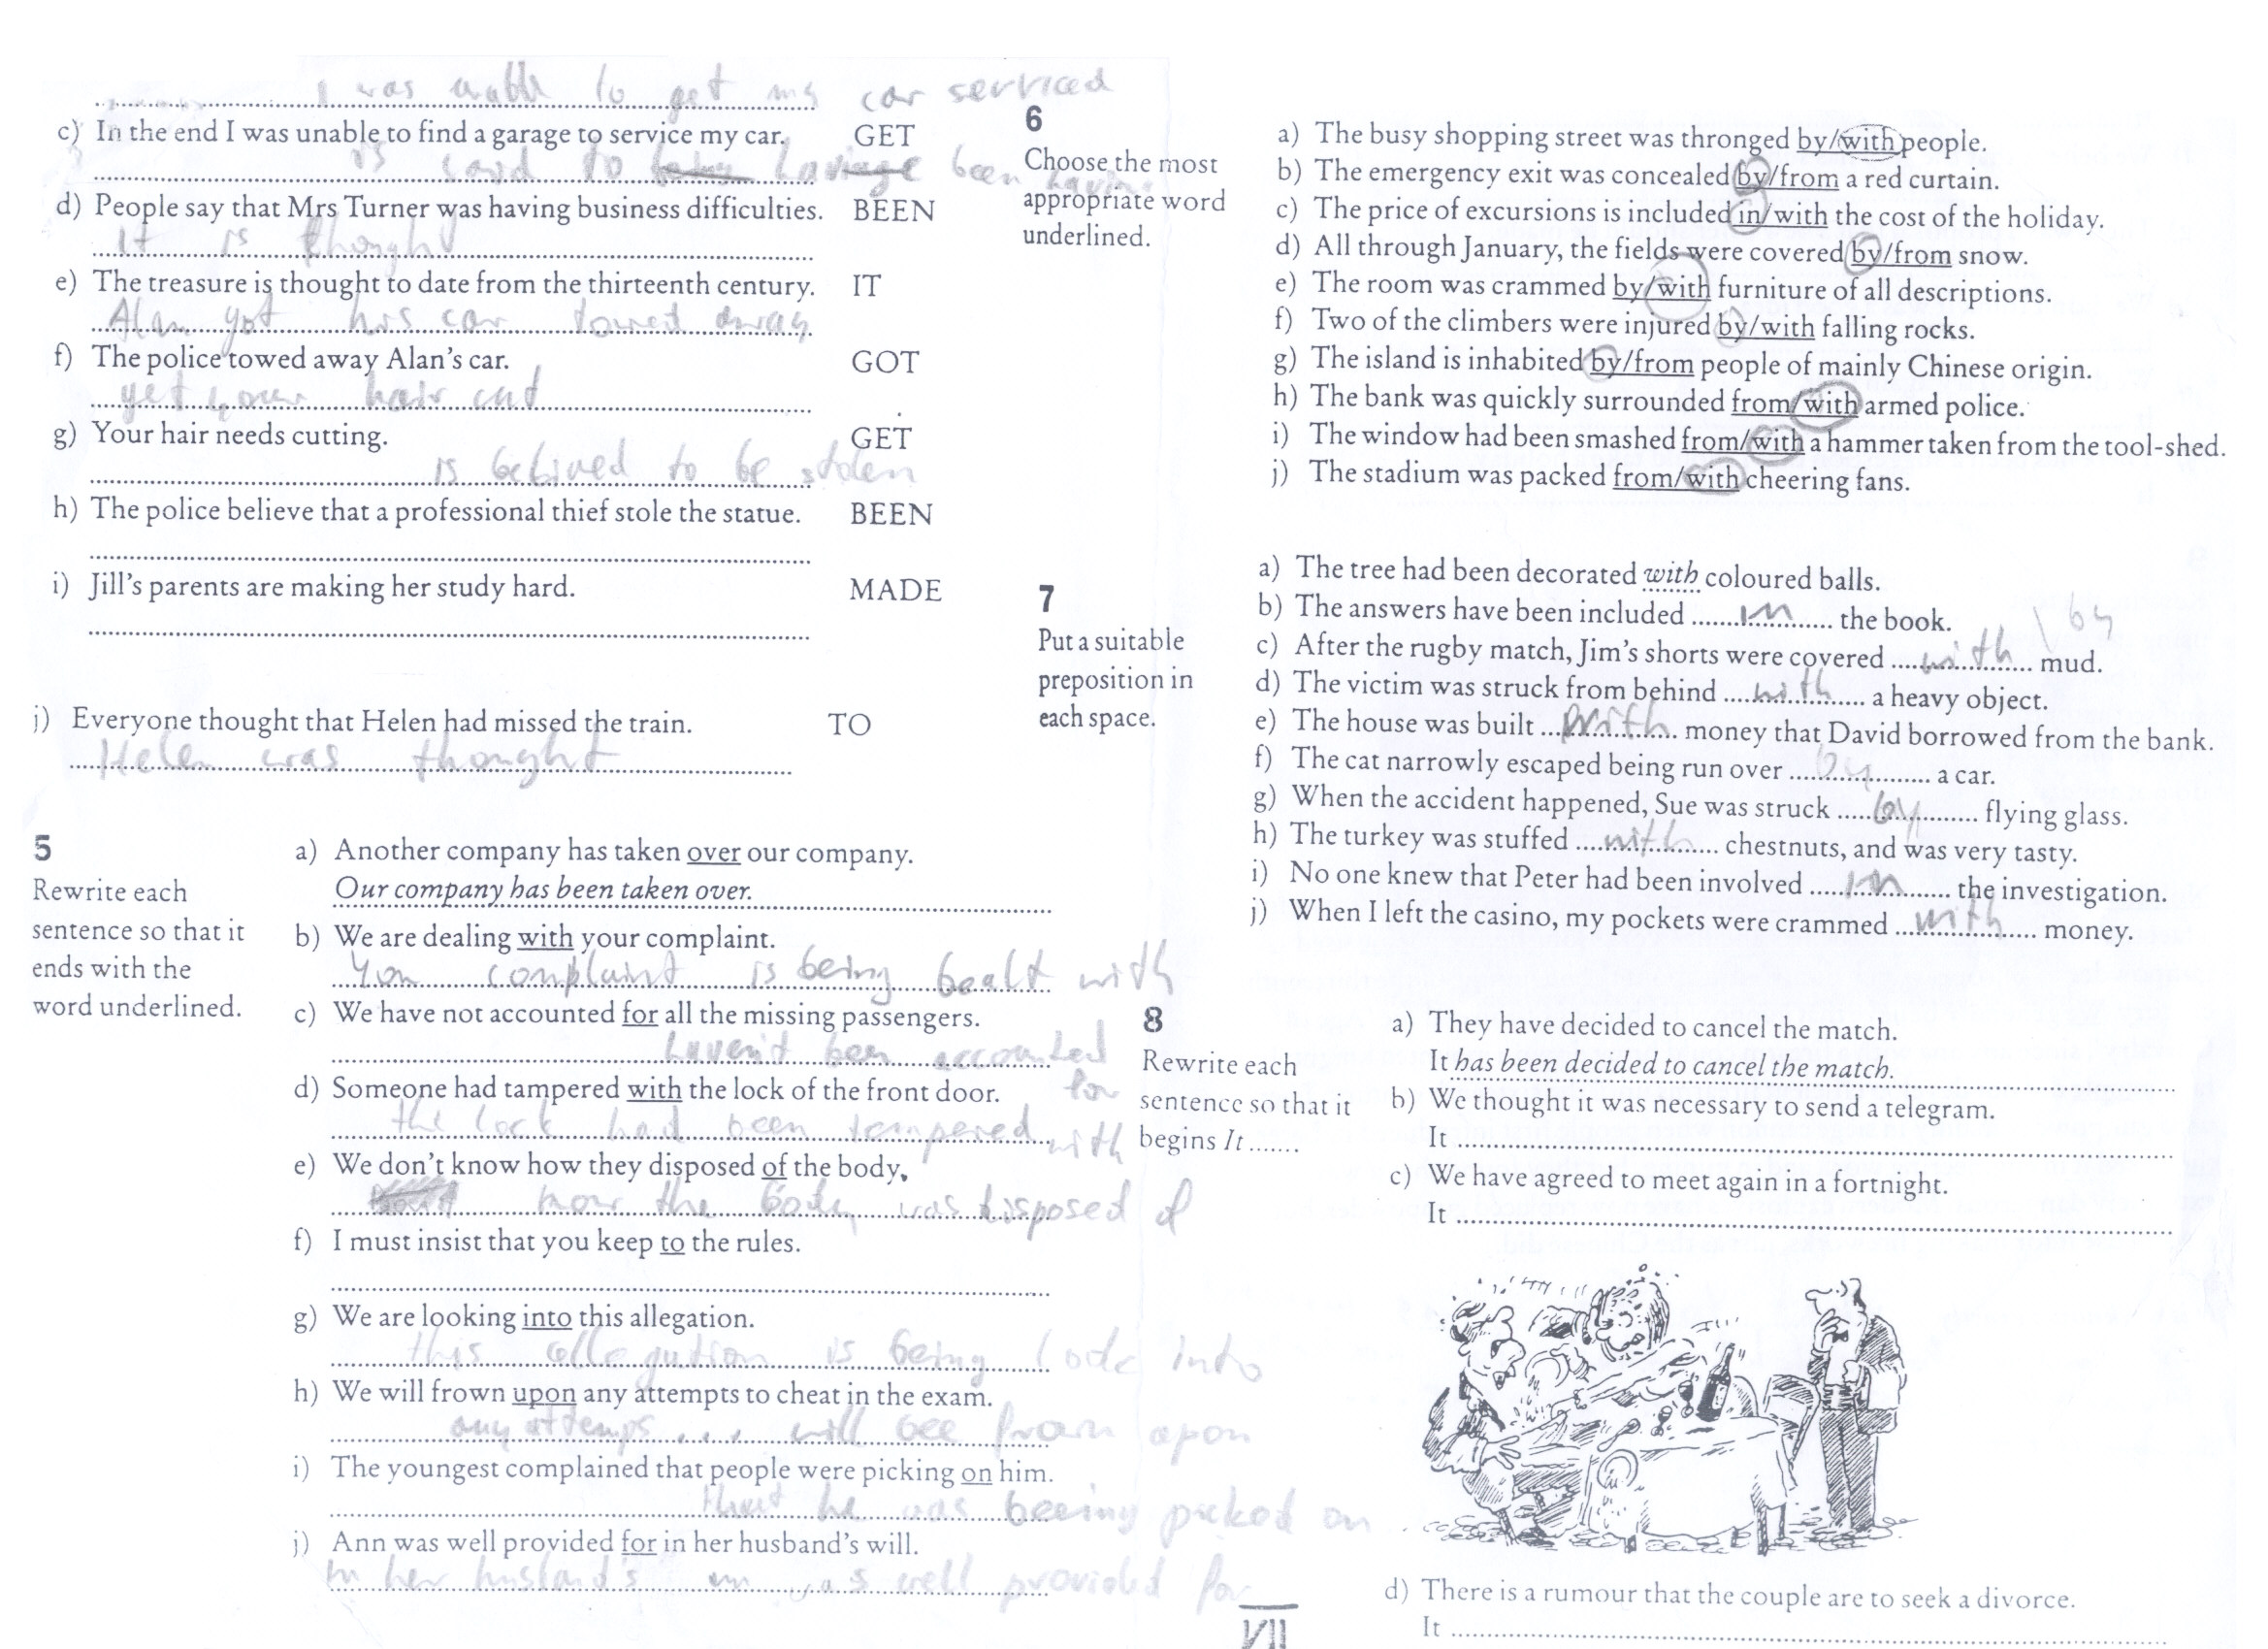 I was unable to get my car serviced
c) In the end I was unable to find a garage to service my car. GET
is said to have been having
d) People say that Mrs Turner was having business difficulties. BEEN
It is thought
e) The treasure is thought to date from the thirteenth century. IT
Alan got his car towed away
f) The police towed away Alan's car. GOT
get your hair cut
g) Your hair needs cutting. GET
is belived to be stolen
h) The police believe that a professional thief stole the statue. BEEN
i) Jill's parents are making her study hard. MADE
j) Everyone thought that Helen had missed the train. TO
Helen was thought
5
Rewrite each
sentence so that it
ends with the
word underlined.
a) Another company has taken over our company.
Our company has been taken over.
b) We are dealing with your complaint.
You complaint is being dealt with
c) We have not accounted for all the missing passengers.
haven't been accounted
for
d) Someone had tampered with the lock of the front door.
the lock had been tempered with
e) We don't know how they disposed of the body.
how the body was disposed of
f) I must insist that you keep to the rules.
g) We are looking into this allegation.
this allegation is being into
h) We will frown upon any attempts to cheat in the exam.
any attemps ... will bee upon
i) The youngest complained that people were picking on him.
that he was beeing picked on
j) Ann was well provided for in her husband's will.
In her husband's well provided for
6
Choose the most
appropriate word
underlined.
a) The busy shopping street was thronged by/with people.
b) The emergency exit was concealed by/from a red curtain.
c) The price of excursions is included in/with the cost of the holiday.
d) All through January, the fields were covered by/from snow.
e) The room was crammed by/with furniture of all descriptions.
f) Two of the climbers were injured by/with falling rocks.
g) The island is inhabited by/from people of mainly Chinese origin.
h) The bank was quickly surrounded from/with armed police.
i) The window had been smashed from/with a hammer taken from the tool-shed.
j) The stadium was packed from/with cheering fans.
7
Put a suitable
preposition in
each space.
a) The tree had been decorated with coloured balls.
b) The answers have been included in the book.
c) After the rugby match, Jim's shorts were covered with \ by mud.
d) The victim was struck from behind with a heavy object.
e) The house was built with money that David borrowed from the bank.
f) The cat narrowly escaped being run over by a car.
g) When the accident happened, Sue was struck by flying glass.
h) The turkey was stuffed with chestnuts, and was very tasty.
i) No one knew that Peter had been involved in the investigation.
j) When I left the casino, my pockets were crammed with money.
8
Rewrite each
sentence so that it
begins It .......
a) They have decided to cancel the match.
It has been decided to cancel the match.
b) We thought it was necessary to send a telegram.
It
c) We have agreed to meet again in a fortnight.
It
d) There is a rumour that the couple are to seek a divorce.
It
VII